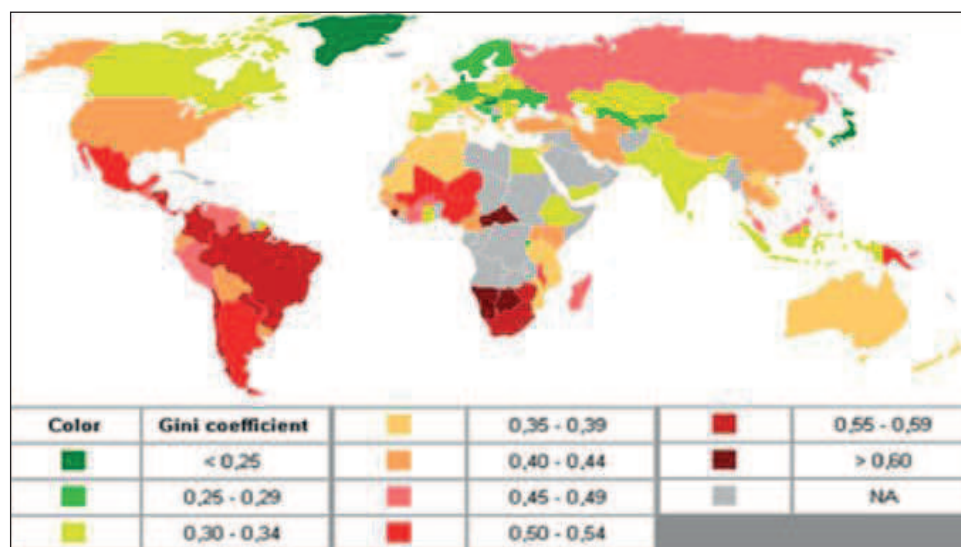 Color Gini coefficient
< 0,25
0,25 - 0,29
0,30 - 0,34
0,35 - 0,39
0,40 - 0,44
0,45 - 0,49
0,50 - 0,54
0,55 - 0,59
> 0,60
NA